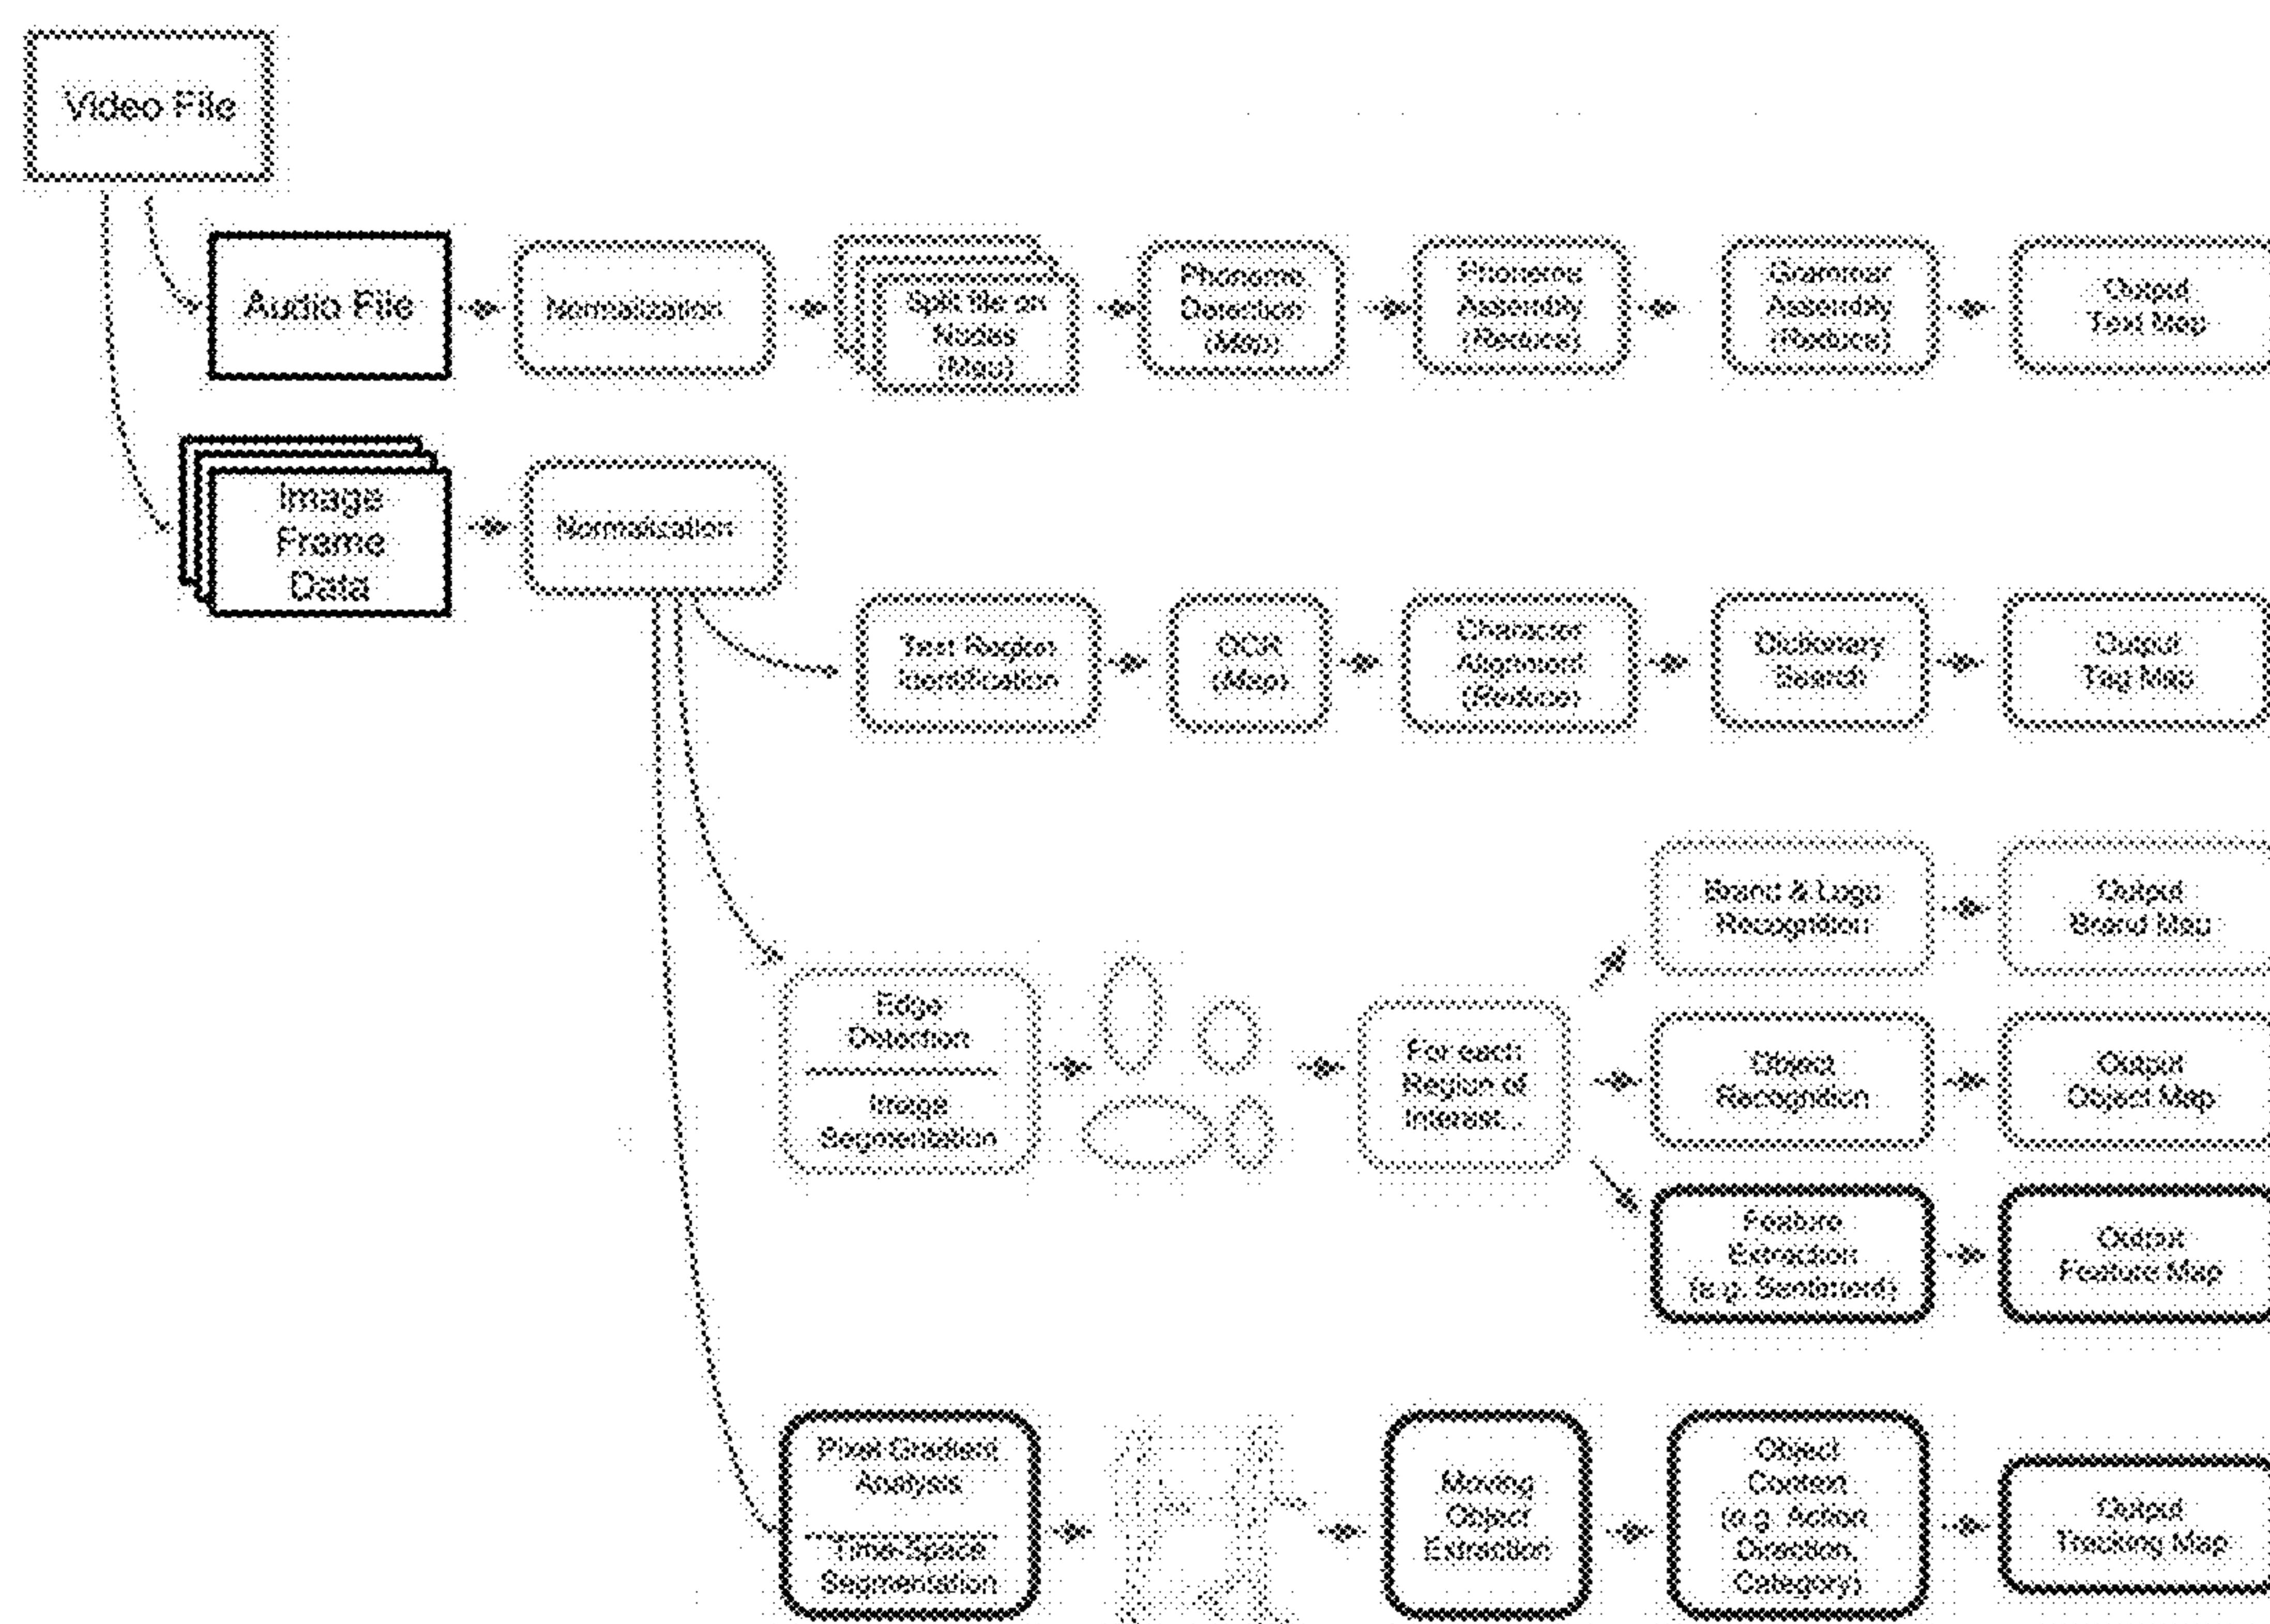 Video File
Audio File
Normalization
Split file on
Nodes
(Map)
Phoneme
Detection
(Map)
Phoneme
Assembly
(Reduce)
Grammar
Assembly
(Reduce)
Output
Text Map
Image
Frame
Data
Normalization
Text Region
Identification
OCR
(Map)
Character
Alignment
(Reduce)
Dictionary
Search
Output
Tag Map
Edge
Detection
Image
Segmentation
For each
Region of
Interest...
Brand & Logo
Recognition
Output
Brand Map
Object
Recognition
Output
Object Map
Feature
Extraction
(e.g. Sentiment)
Output
Feature Map
Pixel Gradient
Analysis
Time-Space
Segmentation
Moving
Object
Extraction
Object
Context
(e.g. Action
Direction,
Category)
Output
Tracking Map